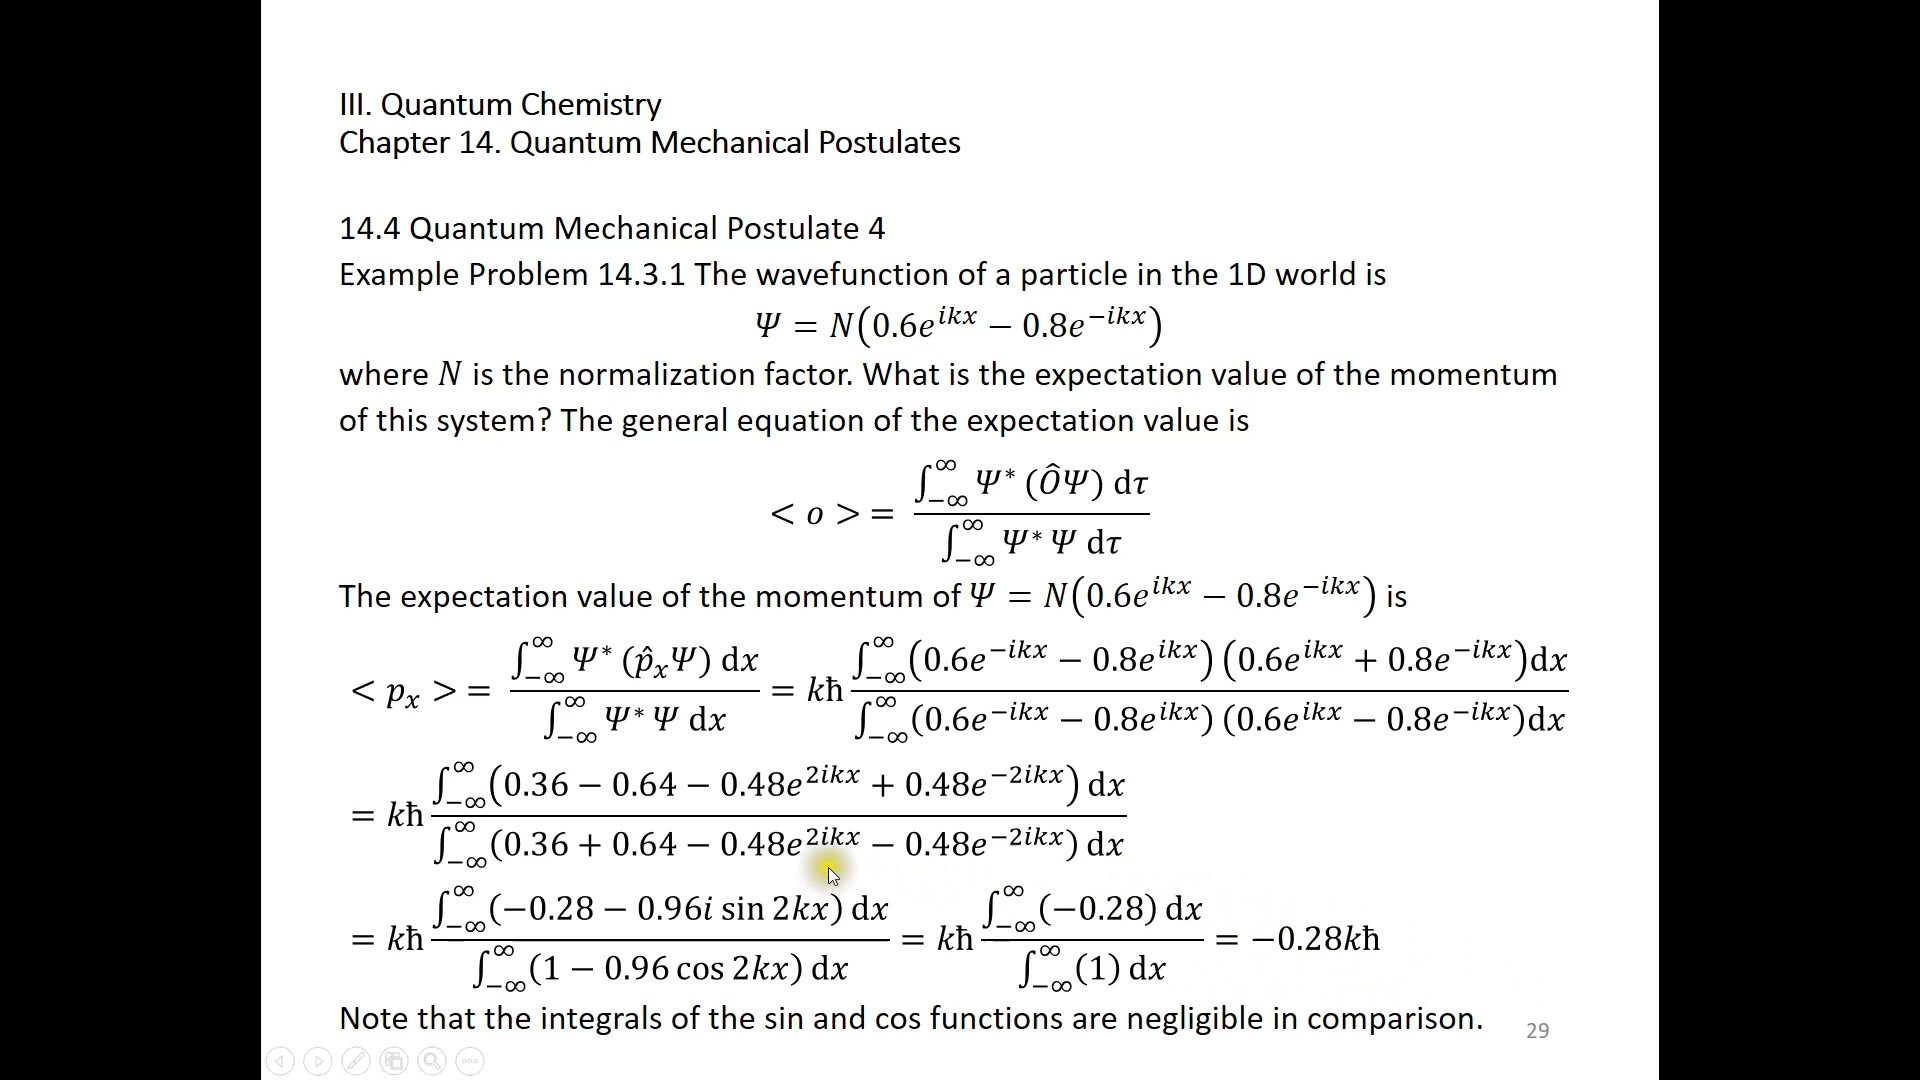 III. Quantum Chemistry
Chapter 14. Quantum Mechanical Postulates
14.4 Quantum Mechanical Postulate 4
Example Problem 14.3.1 The wavefunction of a particle in the 1D world is
Ψ = N(0.6e^{ikx} − 0.8e^{−ikx})
where N is the normalization factor. What is the expectation value of the momentum
of this system? The general equation of the expectation value is
< o > = \frac{∫_{−∞}^{∞} Ψ* (ÔΨ) dτ}{∫_{−∞}^{∞} Ψ* Ψ dτ}
The expectation value of the momentum of Ψ = N(0.6e^{ikx} − 0.8e^{−ikx}) is
< p_x > = \frac{∫_{−∞}^{∞} Ψ* (p̂_xΨ) dx}{∫_{−∞}^{∞} Ψ* Ψ dx} = kħ \frac{∫_{−∞}^{∞} (0.6e^{−ikx} − 0.8e^{ikx}) (0.6e^{ikx} + 0.8e^{−ikx})dx}{∫_{−∞}^{∞} (0.6e^{−ikx} − 0.8e^{ikx}) (0.6e^{ikx} − 0.8e^{−ikx})dx}
= kħ \frac{∫_{−∞}^{∞} (0.36 − 0.64 − 0.48e^{2ikx} + 0.48e^{−2ikx}) dx}{∫_{−∞}^{∞} (0.36 + 0.64 − 0.48e^{2ikx} − 0.48e^{−2ikx}) dx}
= kħ \frac{∫_{−∞}^{∞} (−0.28 − 0.96i sin 2kx) dx}{∫_{−∞}^{∞} (1 − 0.96 cos 2kx) dx} = kħ \frac{∫_{−∞}^{∞} (−0.28) dx}{∫_{−∞}^{∞} (1) dx} = −0.28kħ
Note that the integrals of the sin and cos functions are negligible in comparison.
29